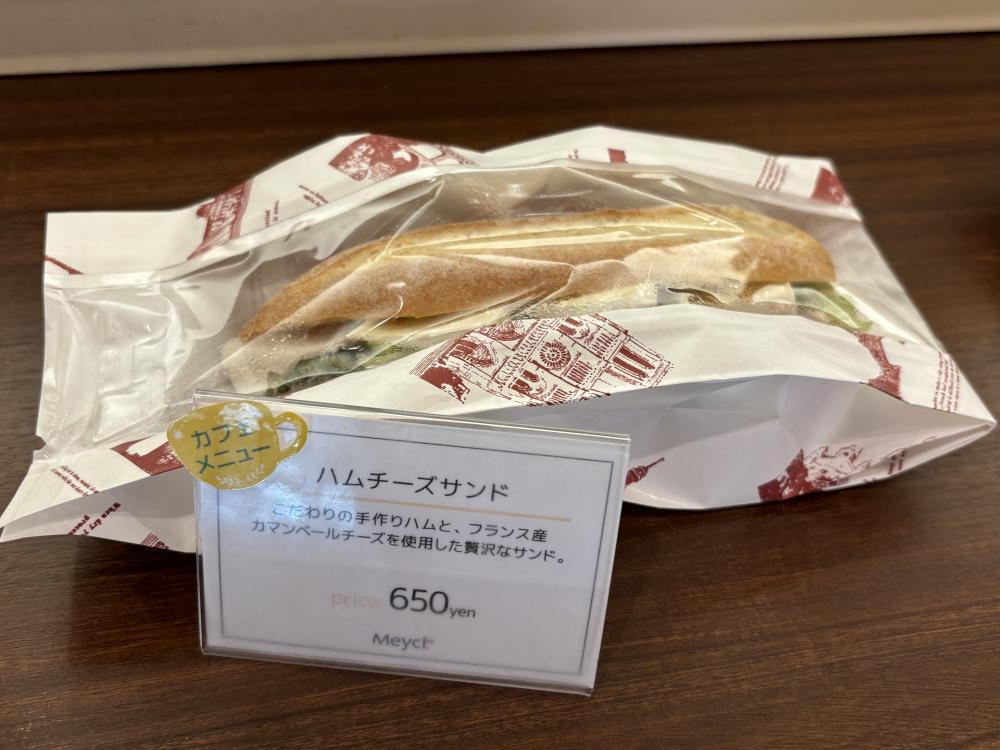 カフェ
メニュー
ハムチーズサンド
こだわりの手作りハムと、フランス産
カマンベールチーズを使用した贅沢なサンド。
price: 650yen